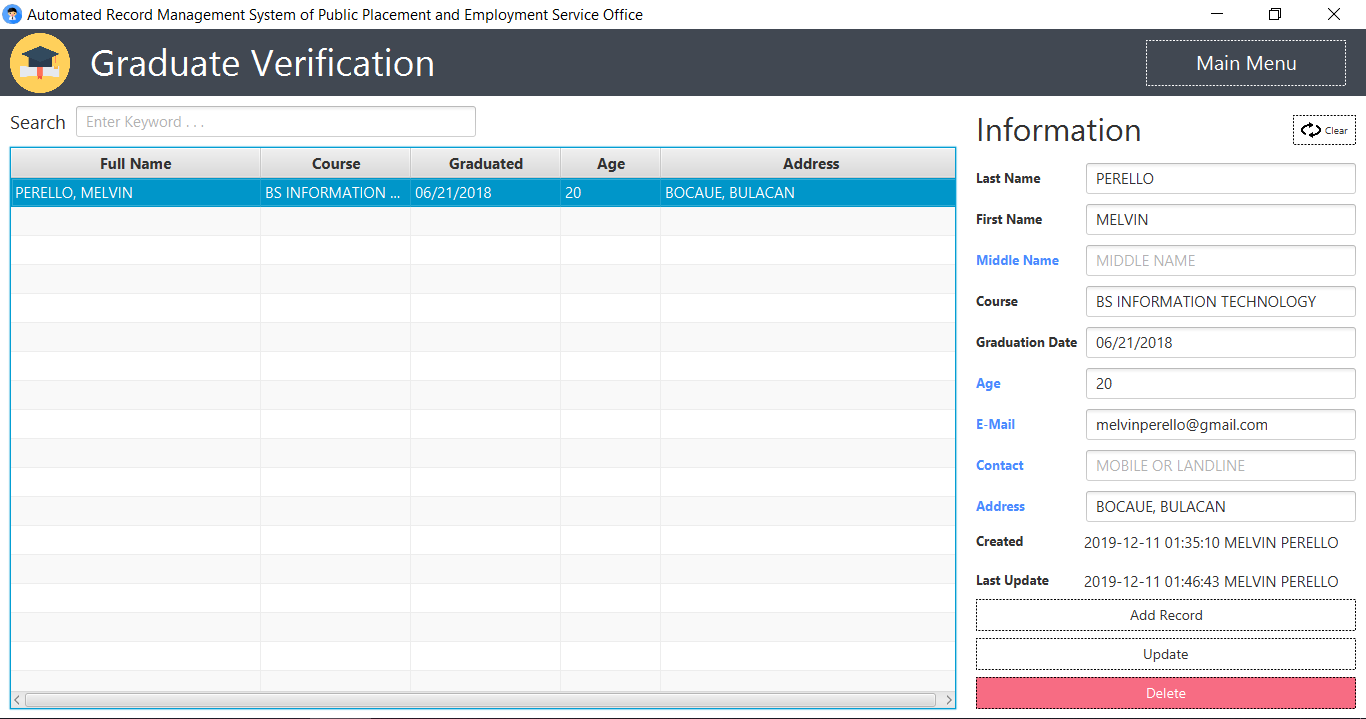 Automated Record Management System of Public Placement and Employment Service Office
Graduate Verification
Main Menu
Search
Enter Keyword . . .
Full Name Course Graduated Age Address
PERELLO, MELVIN BS INFORMATION ... 06/21/2018 20 BOCAUE, BULACAN
Information
Clear
Last Name PERELLO
First Name MELVIN
Middle Name MIDDLE NAME
Course BS INFORMATION TECHNOLOGY
Graduation Date 06/21/2018
Age 20
E-Mail melvinperello@gmail.com
Contact MOBILE OR LANDLINE
Address BOCAUE, BULACAN
Created 2019-12-11 01:35:10 MELVIN PERELLO
Last Update 2019-12-11 01:46:43 MELVIN PERELLO
Add Record
Update
Delete